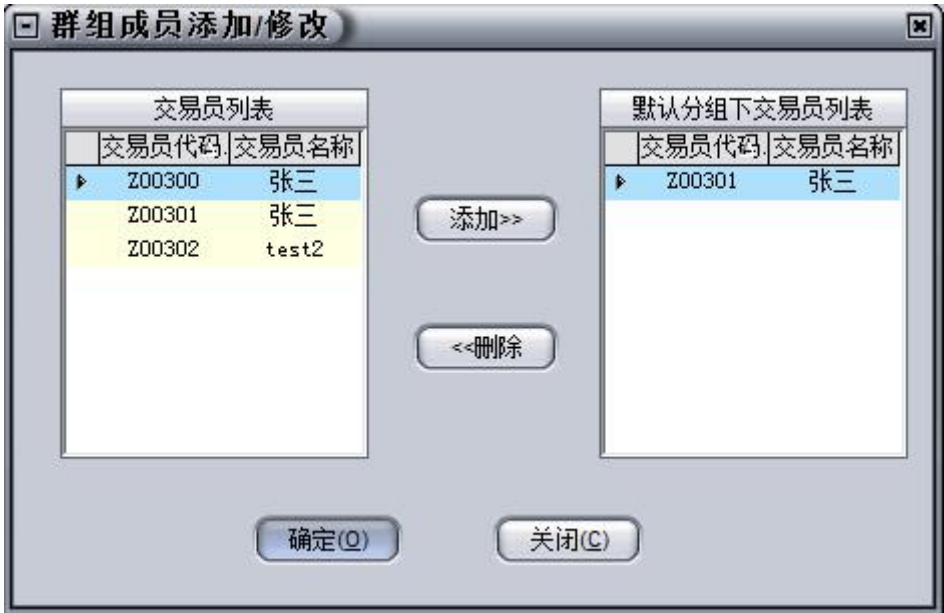 群组成员添加/修改
交易员列表
交易员代码. 交易员名称
Z00300 张三
Z00301 张三
Z00302 test2
添加>>
<<删除
默认分组下交易员列表
交易员代码. 交易员名称
Z00301 张三
确定(O)
关闭(C)